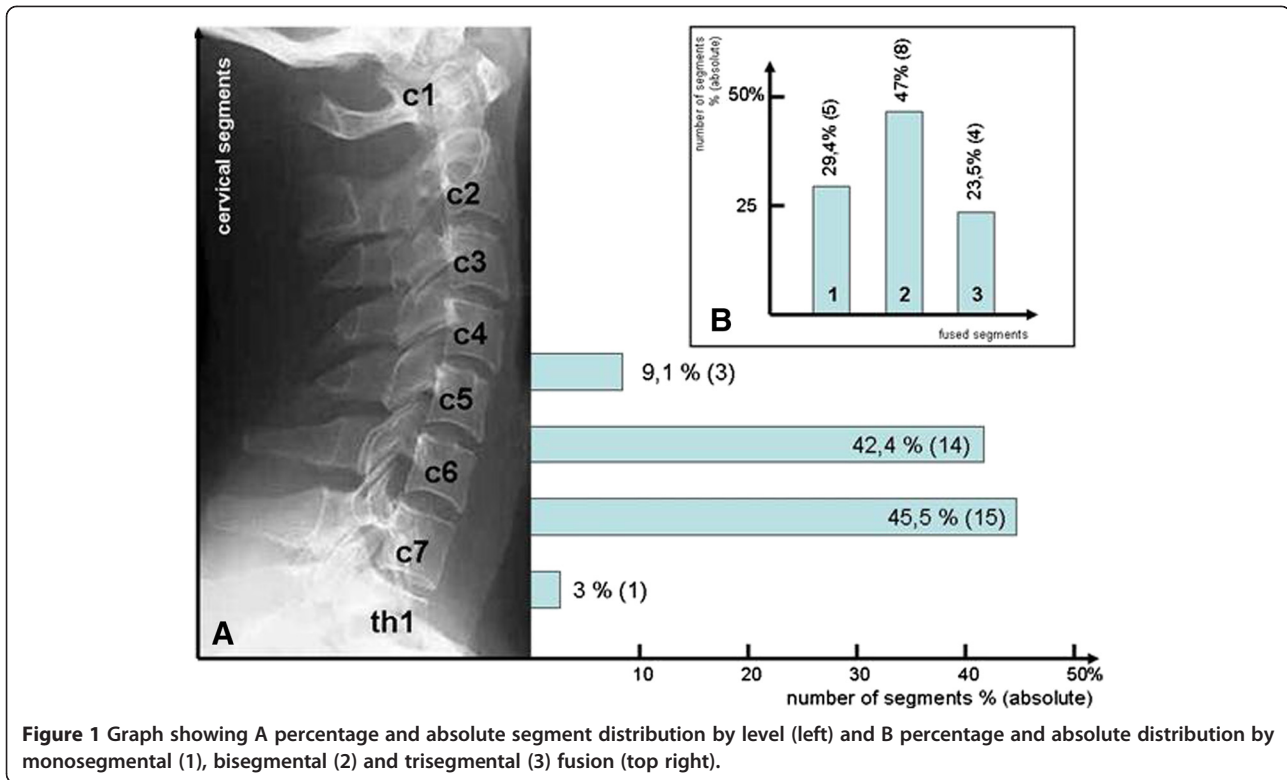 cervical segments
c1
c2
c3
c4
c5
c6
c7
th1
A
9,1 % (3)
42,4 % (14)
45,5 % (15)
3 % (1)
10
20
30
40
50%
number of segments % (absolute)
number of segments
% (absolute)
50%
25
29,4% (5)
47% (8)
23,5% (4)
1
2
3
B
fused segments
Figure 1 Graph showing A percentage and absolute segment distribution by level (left) and B percentage and absolute distribution by
monosegmental (1), bisegmental (2) and trisegmental (3) fusion (top right).